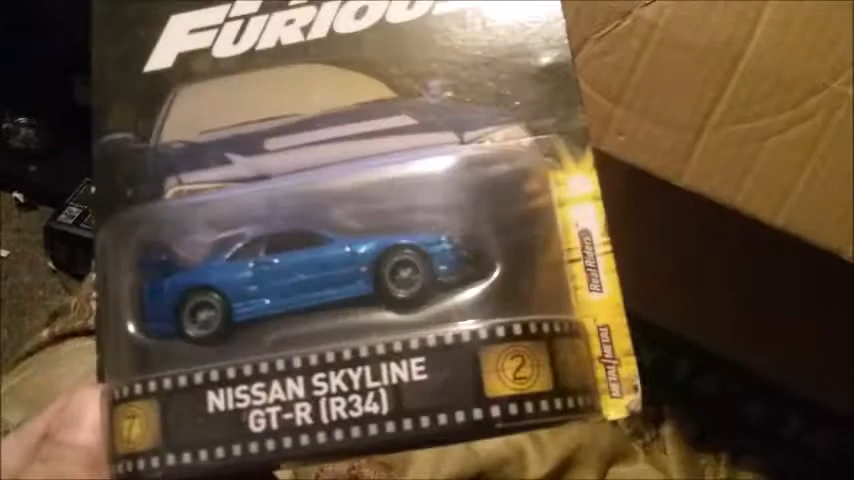 FURIOUS
Real Riders
METAL/METAL
NISSAN SKYLINE
GT-R (R34)
2